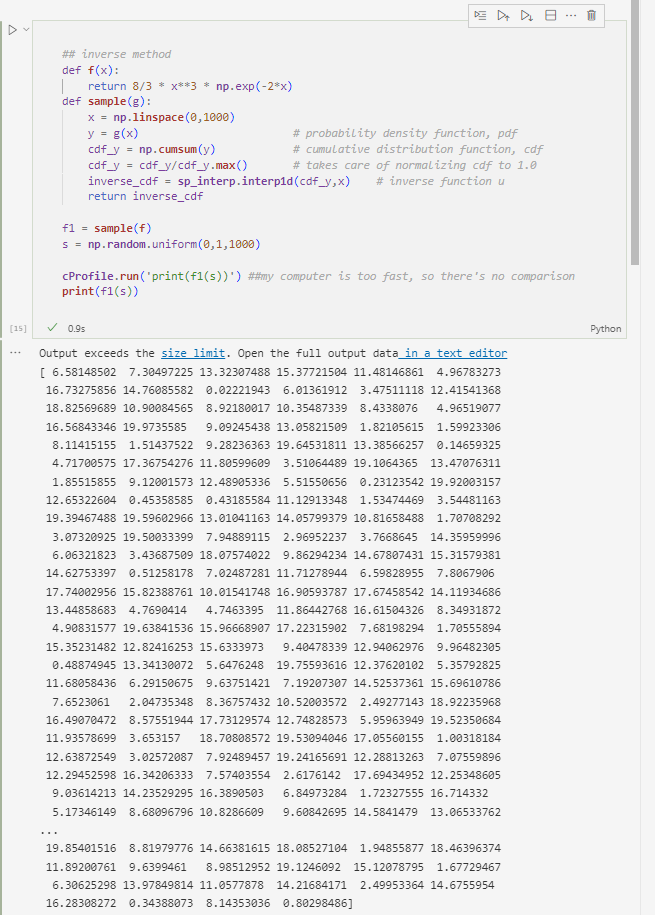 ## inverse method
def f(x):
    return 8/3 * x**3 * np.exp(-2*x)
def sample(g):
    x = np.linspace(0,1000)
    y = g(x)                        # probability density function, pdf
    cdf_y = np.cumsum(y)            # cumulative distribution function, cdf
    cdf_y = cdf_y/cdf_y.max()       # takes care of normalizing cdf to 1.0
    inverse_cdf = sp_interp.interp1d(cdf_y,x)    # inverse function u
    return inverse_cdf
f1 = sample(f)
s = np.random.uniform(0,1,1000)
cProfile.run('print(f1(s))') ##my computer is too fast, so there's no comparison
print(f1(s))
[15] 0.9s Python
... Output exceeds the size limit. Open the full output data in a text editor
[ 6.58148502  7.30497225 13.32307488 15.37721504 11.48146861  4.96783273
 16.73275856 14.76085582  0.02221943  6.01361912  3.47511118 12.41541368
 18.82569689 10.90084565  8.92180017 10.35487339  8.4338076   4.96519077
 16.56843346 19.9735585   9.09245438 13.05821509  1.82105615  1.59923306
  8.11415155  1.51437522  9.28236363 19.64531811 13.38566257  0.14659325
  4.71700575 17.36754276 11.80599609  3.51064489 19.1064365  13.47076311
  1.85515855  9.12001573 12.48905336  5.51550656  0.23123542 19.92003157
 12.65322604  0.45358585  0.43185584 11.12913348  1.53474469  3.54481163
 19.39467488 19.59602966 13.01041163 14.05799379 10.81658488  1.70708292
  3.07320925 19.50033399  7.94889115  2.96952237  3.7668645  14.35959996
  6.06321823  3.43687509 18.07574022  9.86294234 14.67807431 15.31579381
 14.62753397  0.51258178  7.02487281 11.71278944  6.59828955  7.8067906
 17.74002956 15.82388761 10.01541748 16.90593787 17.67458542 14.11934686
 13.44858683  4.7690414   4.7463395  11.86442768 16.61504326  8.34931872
  4.90831577 19.63841536 15.96668907 17.22315902  7.68198294  1.70555894
 15.35231482 12.82416253 15.6333973   9.40478339 12.94062976  9.96482305
  0.48874945 13.34130072  5.6476248  19.75593616 12.37620102  5.35792825
 11.68058436  6.29150675  9.63751421  7.19207307 14.52537361 15.69610786
  7.6523061   2.04735348  8.36757432 10.52003572  2.49277143 18.92235968
 16.49070472  8.57551944 17.73129574 12.74828573  5.95963949 19.52350684
 11.93578699  3.653157   18.70808572 19.53094046 17.05560155  1.00318184
 12.63872549  3.02572087  7.92489457 19.24165691 12.28813263  7.07559896
 12.29452598 16.34206333  7.57403554  2.6176142  17.69434952 12.25348605
  9.03614213 14.23529295 16.3890503   6.84973284  1.72327555 16.714332
  5.17346149  8.68096796 10.8286609   9.60842695 14.5841479  13.06533762
...
 19.85401516  8.81979776 14.66381615 18.08527104  1.94855877 18.46396374
 11.89200761  9.6399461   8.98512952 19.1246092  15.12078795  1.67729467
  6.30625298 13.97849814 11.0577878  14.21684171  2.49953364 14.6755954
 16.28308272  0.34388073  8.14353036  0.80298486]